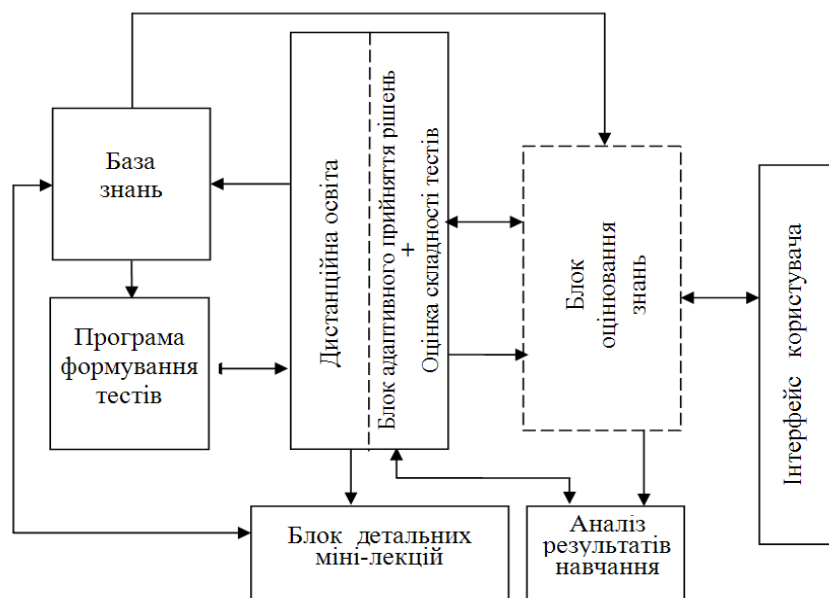 База
знань
Програма
формування
тестів
Дистанційна освіта
Блок адаптивного прийняття рішень
+
Оцінка складності тестів
Блок
оцінювання
знань
Інтерфейс користувача
Блок детальних
міні-лекцій
Аналіз
результатів
навчання